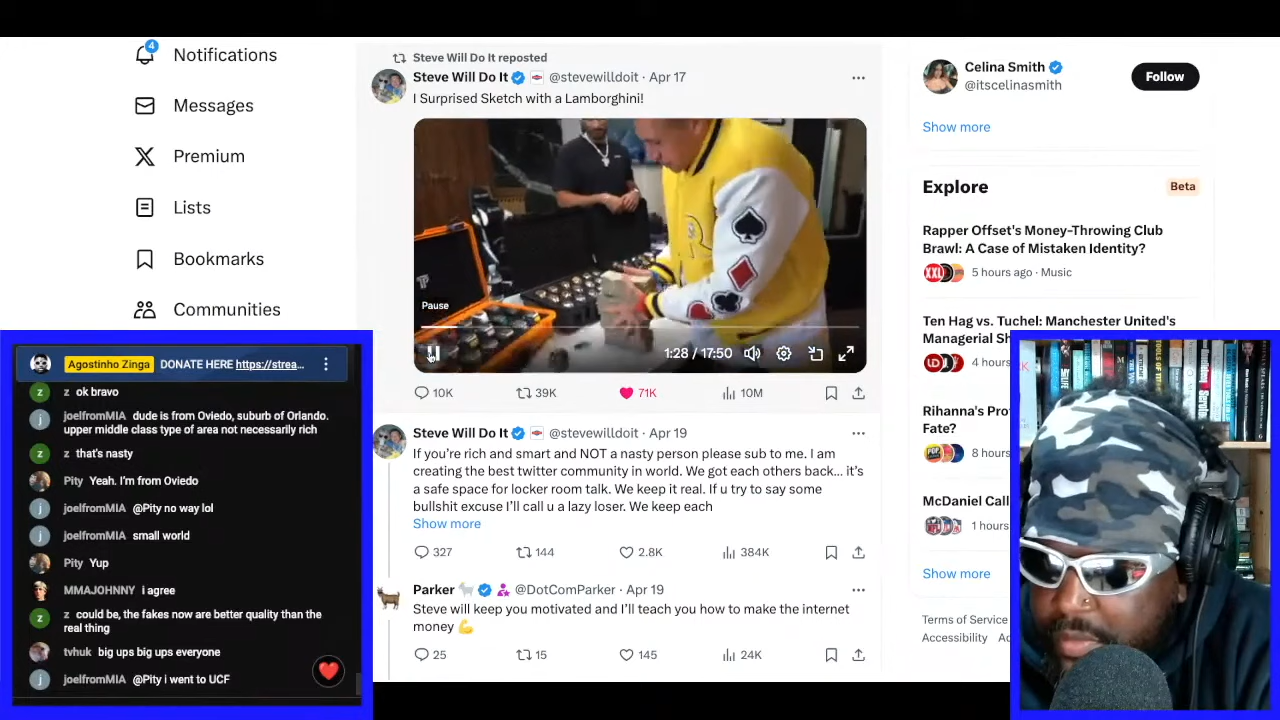 4
Notifications
Messages
Premium
Lists
Bookmarks
Communities
Steve Will Do It reposted
Steve Will Do It @stevewilldoit · Apr 17
I Surprised Sketch with a Lamborghini!
Pause
1:28 / 17:50
10K 39K 71K 10M
Steve Will Do It @stevewilldoit · Apr 19
If you're rich and smart and NOT a nasty person please sub to me. I am
creating the best twitter community in world. We got each others back... it's
a safe space for locker room talk. We keep it real. If u try to say some
bullshit excuse I'll call u a lazy loser. We keep each
Show more
327 144 2.8K 384K
Parker @DotComParker · Apr 19
Steve will keep you motivated and I'll teach you how to make the internet
money
25 15 145 24K
Celina Smith
@itscelinasmith
Follow
Show more
Explore Beta
Rapper Offset's Money-Throwing Club
Brawl: A Case of Mistaken Identity?
XXL
5 hours ago · Music
Ten Hag vs. Tuchel: Manchester United's
Managerial Sh
4 hours
Rihanna's Pro
Fate?
8 hours
McDaniel Call
1 hours
Show more
Terms of Service
Accessibility
Agostinho Zinga DONATE HERE https://strea...
z ok bravo
joelfromMIA dude is from Oviedo, suburb of Orlando.
upper middle class type of area not necessarily rich
z that's nasty
Pity Yeah. I'm from Oviedo
joelfromMIA @Pity no way lol
joelfromMIA small world
Pity Yup
MMAJOHNNY i agree
z could be, the fakes now are better quality than the
real thing
tvhuk big ups big ups everyone
joelfromMIA @Pity i went to UCF